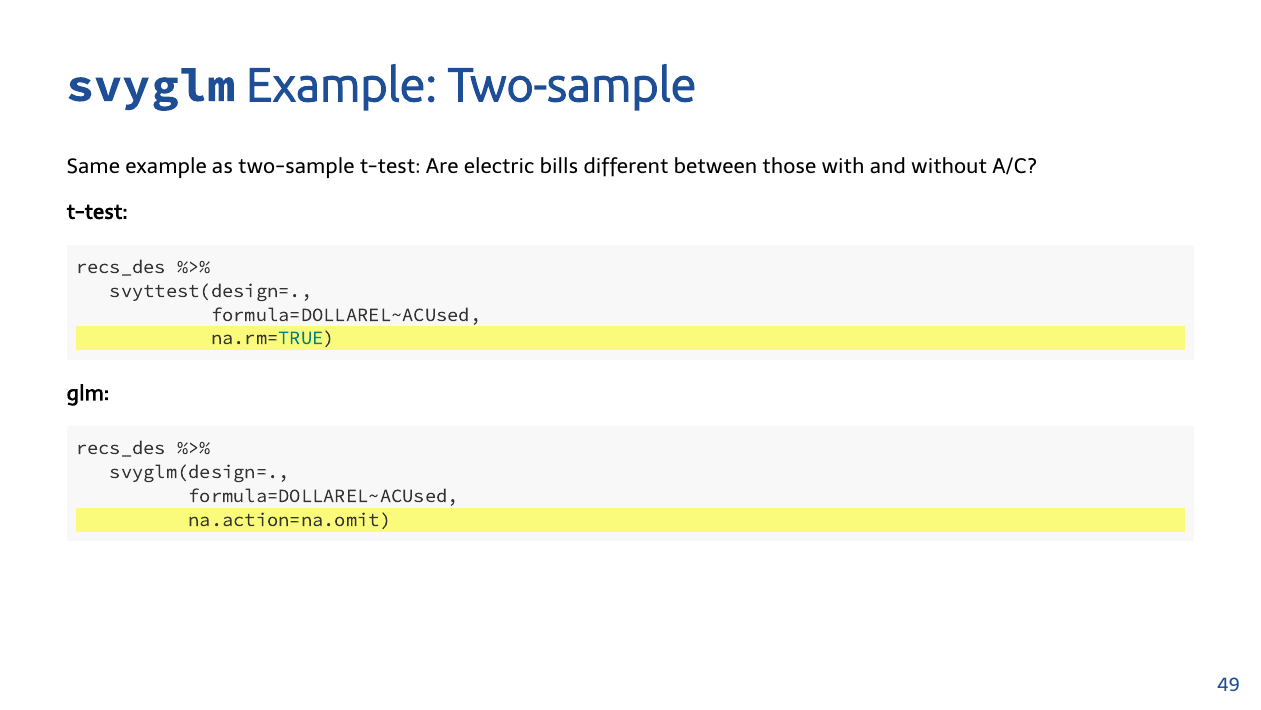 svyglm Example: Two-sample
Same example as two-sample t-test: Are electric bills different between those with and without A/C?
t-test:
recs_des %>%
   svyttest(design=.,
            formula=DOLLAREL~ACUsed,
            na.rm=TRUE)
glm:
recs_des %>%
   svyglm(design=.,
          formula=DOLLAREL~ACUsed,
          na.action=na.omit)
49